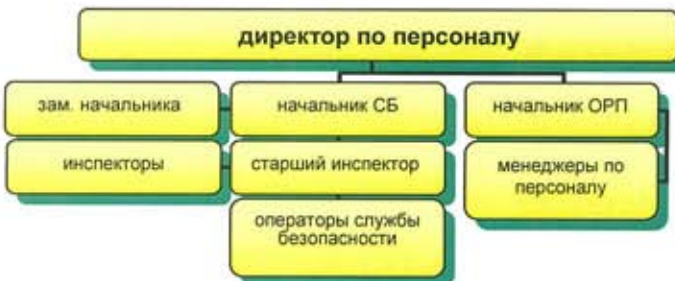 директор по персоналу
зам. начальника
начальник СБ
начальник ОРП
инспекторы
старший инспектор
менеджеры по
персоналу
операторы службы
безопасности